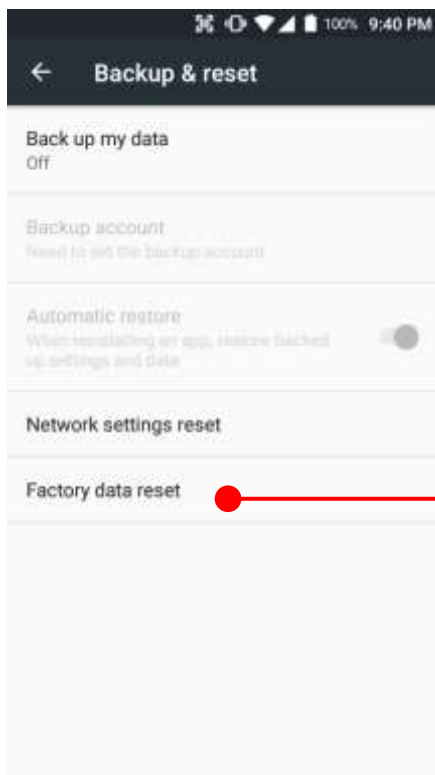 100% 9:40 PM
Backup & reset
Back up my data
Off
Backup account
Need to set the backup account
Automatic restore
When reinstalling an app, restore backed
up settings and data
Network settings reset
Factory data reset